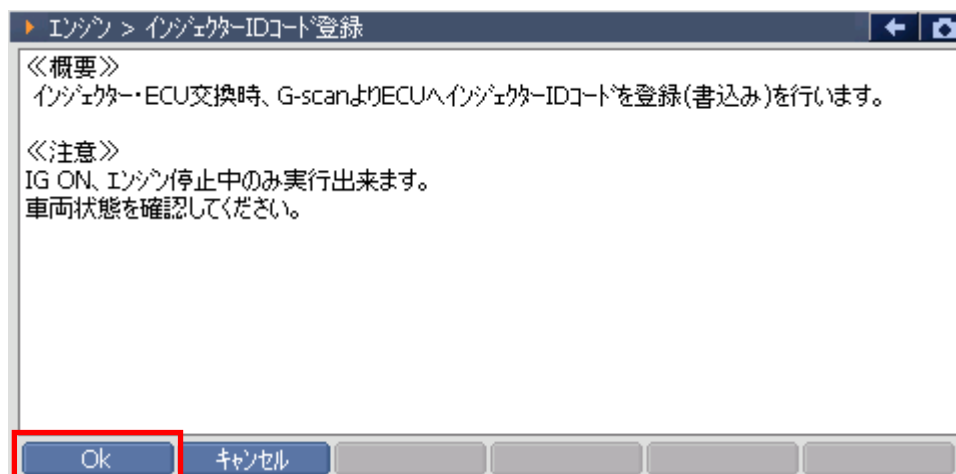 エンジン > インジェクターIDコード登録
≪概要≫
インジェクター・ECU交換時、G-scanよりECUへインジェクターIDコードを登録(書込み)を行います。
≪注意≫
IG ON、エンジン停止中のみ実行出来ます。
車両状態を確認してください。
Ok キャンセル